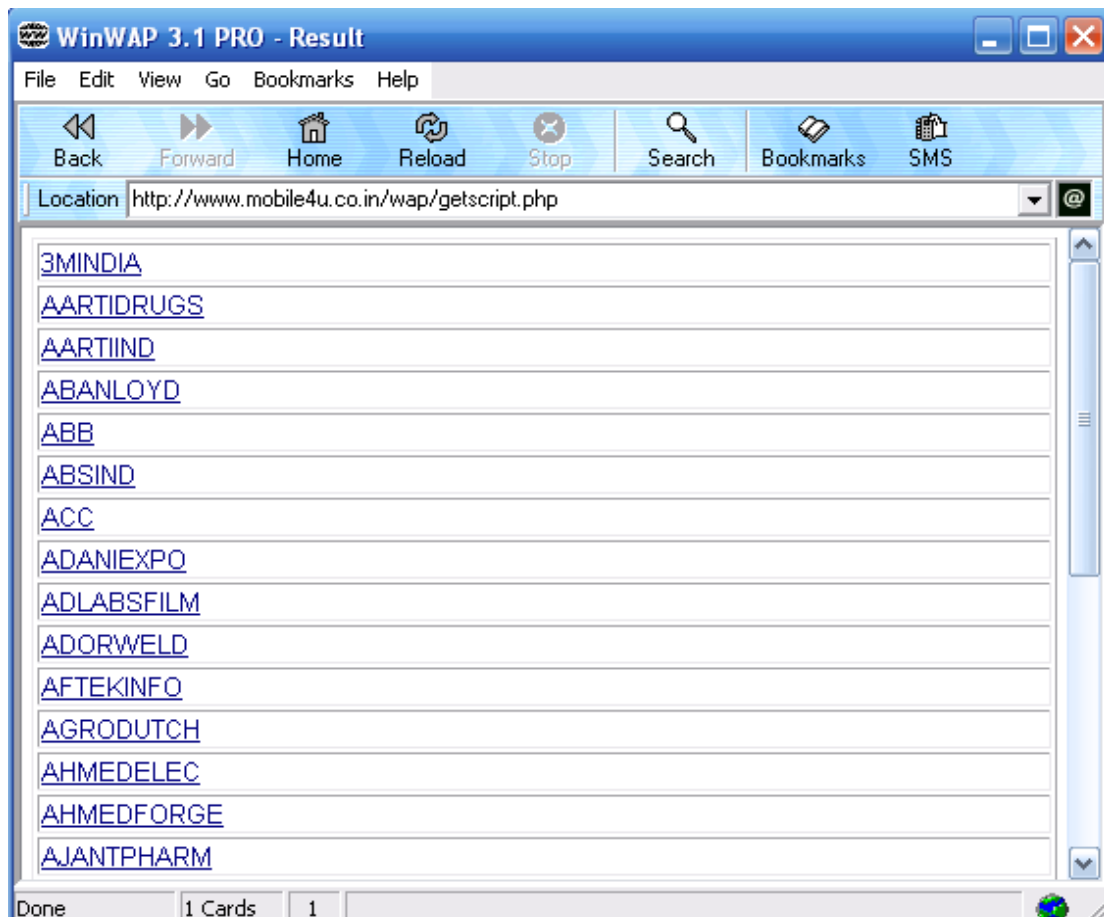 WinWAP 3.1 PRO - Result
File Edit View Go Bookmarks Help
Back Forward Home Reload Stop Search Bookmarks SMS
Location http://www.mobile4u.co.in/wap/getscript.php @
3MINDIA
AARTIDRUGS
AARTIIND
ABANLOYD
ABB
ABSIND
ACC
ADANIEXPO
ADLABSFILM
ADORWELD
AFTEKINFO
AGRODUTCH
AHMEDELEC
AHMEDFORGE
AJANTPHARM
Done 1 Cards 1